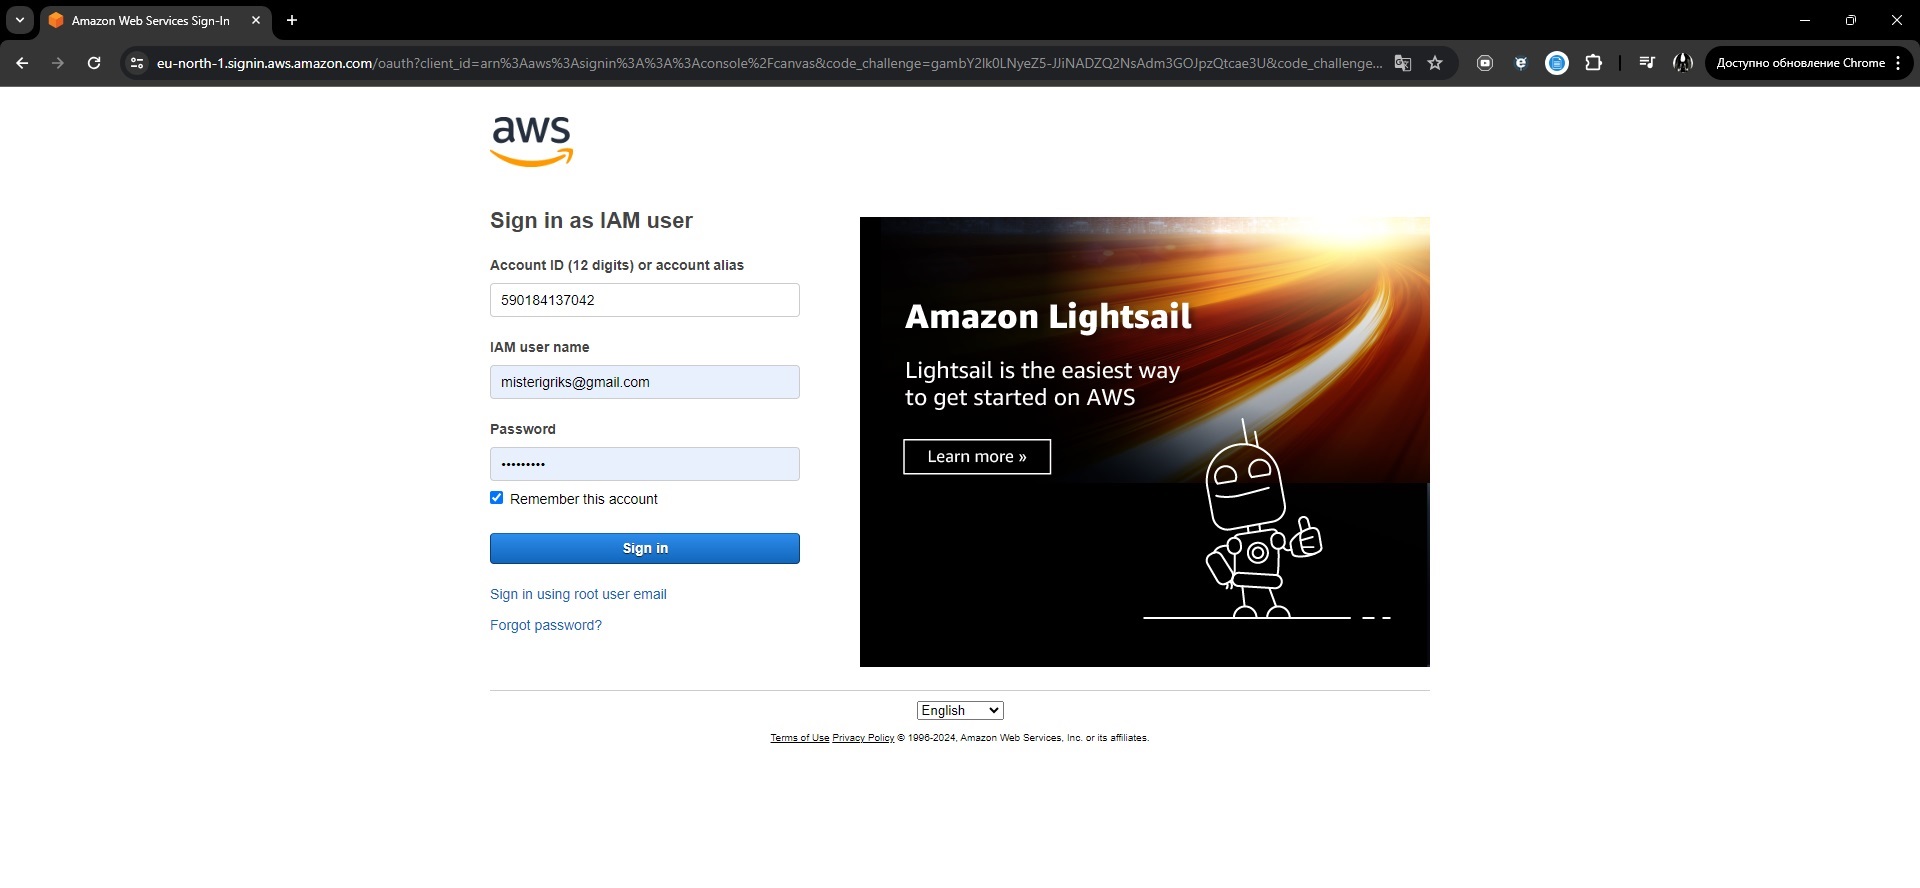 Amazon Web Services Sign-In
eu-north-1.signin.aws.amazon.com/oauth?client_id=arn%3Aaws%3Asignin%3A%3A%3Aconsole%2Fcanvas&code_challenge=gambY2Ik0LNyeZ5-JJiNADZQ2NsAdm3GOJpzQtcae3U&code_challenge...
Доступно обновление Chrome
aws
Sign in as IAM user
Account ID (12 digits) or account alias
590184137042
IAM user name
misterigriks@gmail.com
Password
•••••••••
Remember this account
Sign in
Sign in using root user email
Forgot password?
Amazon Lightsail
Lightsail is the easiest way
to get started on AWS
Learn more »
English
Terms of Use Privacy Policy © 1996-2024, Amazon Web Services, Inc. or its affiliates.